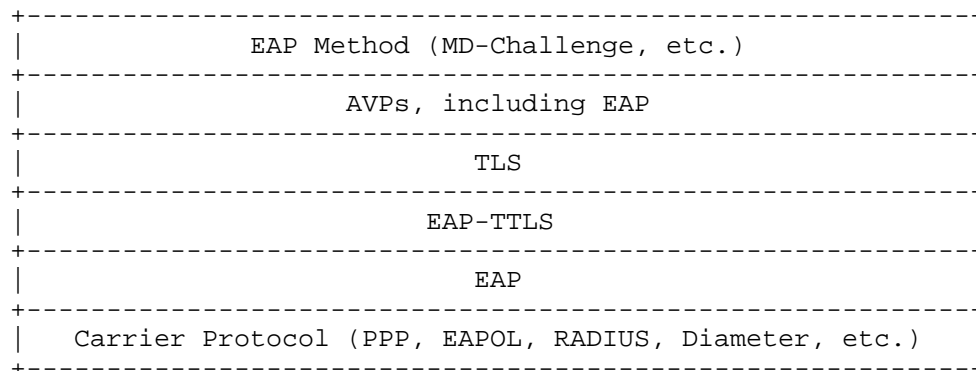 EAP Method (MD-Challenge, etc.)
AVPs, including EAP
TLS
EAP-TTLS
EAP
Carrier Protocol (PPP, EAPOL, RADIUS, Diameter, etc.)